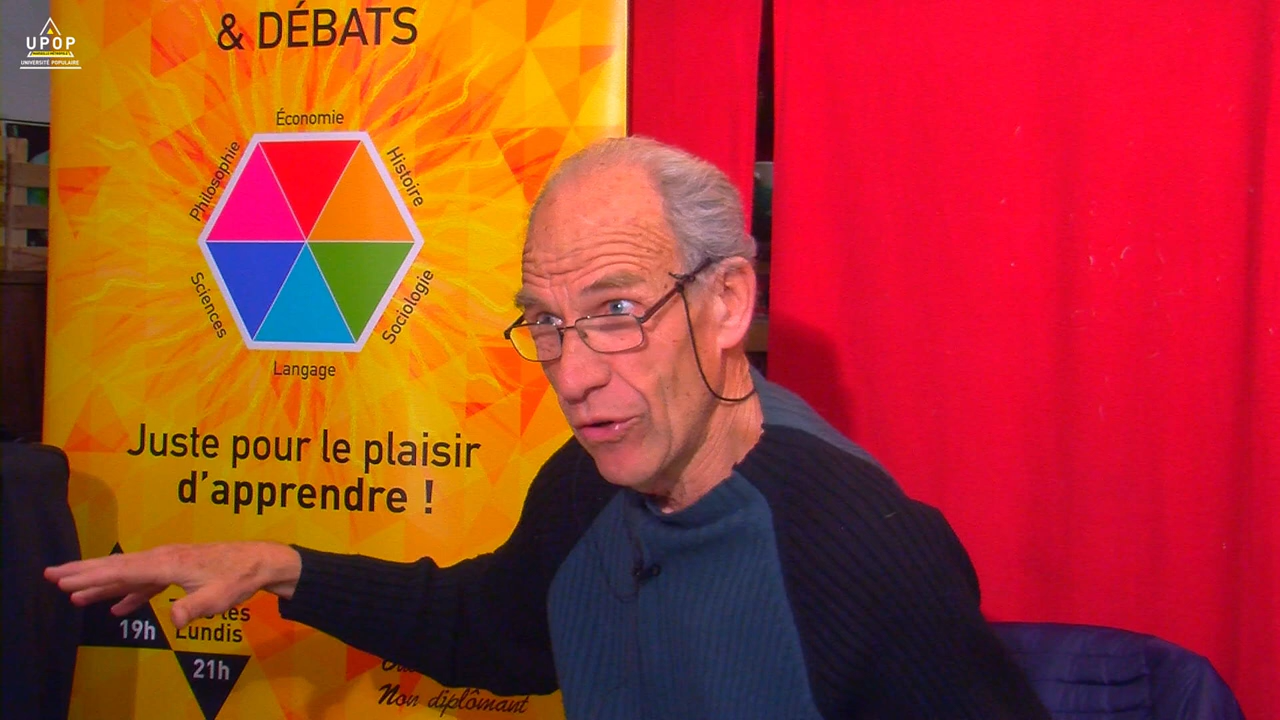 UPOP
UNIVERSITÉ POPULAIRE
& DÉBATS
Économie
Philosophie
Histoire
Sciences
Sociologie
Langage
Juste pour le plaisir
d'apprendre !
19h
les
Lundis
21h
Non diplômant